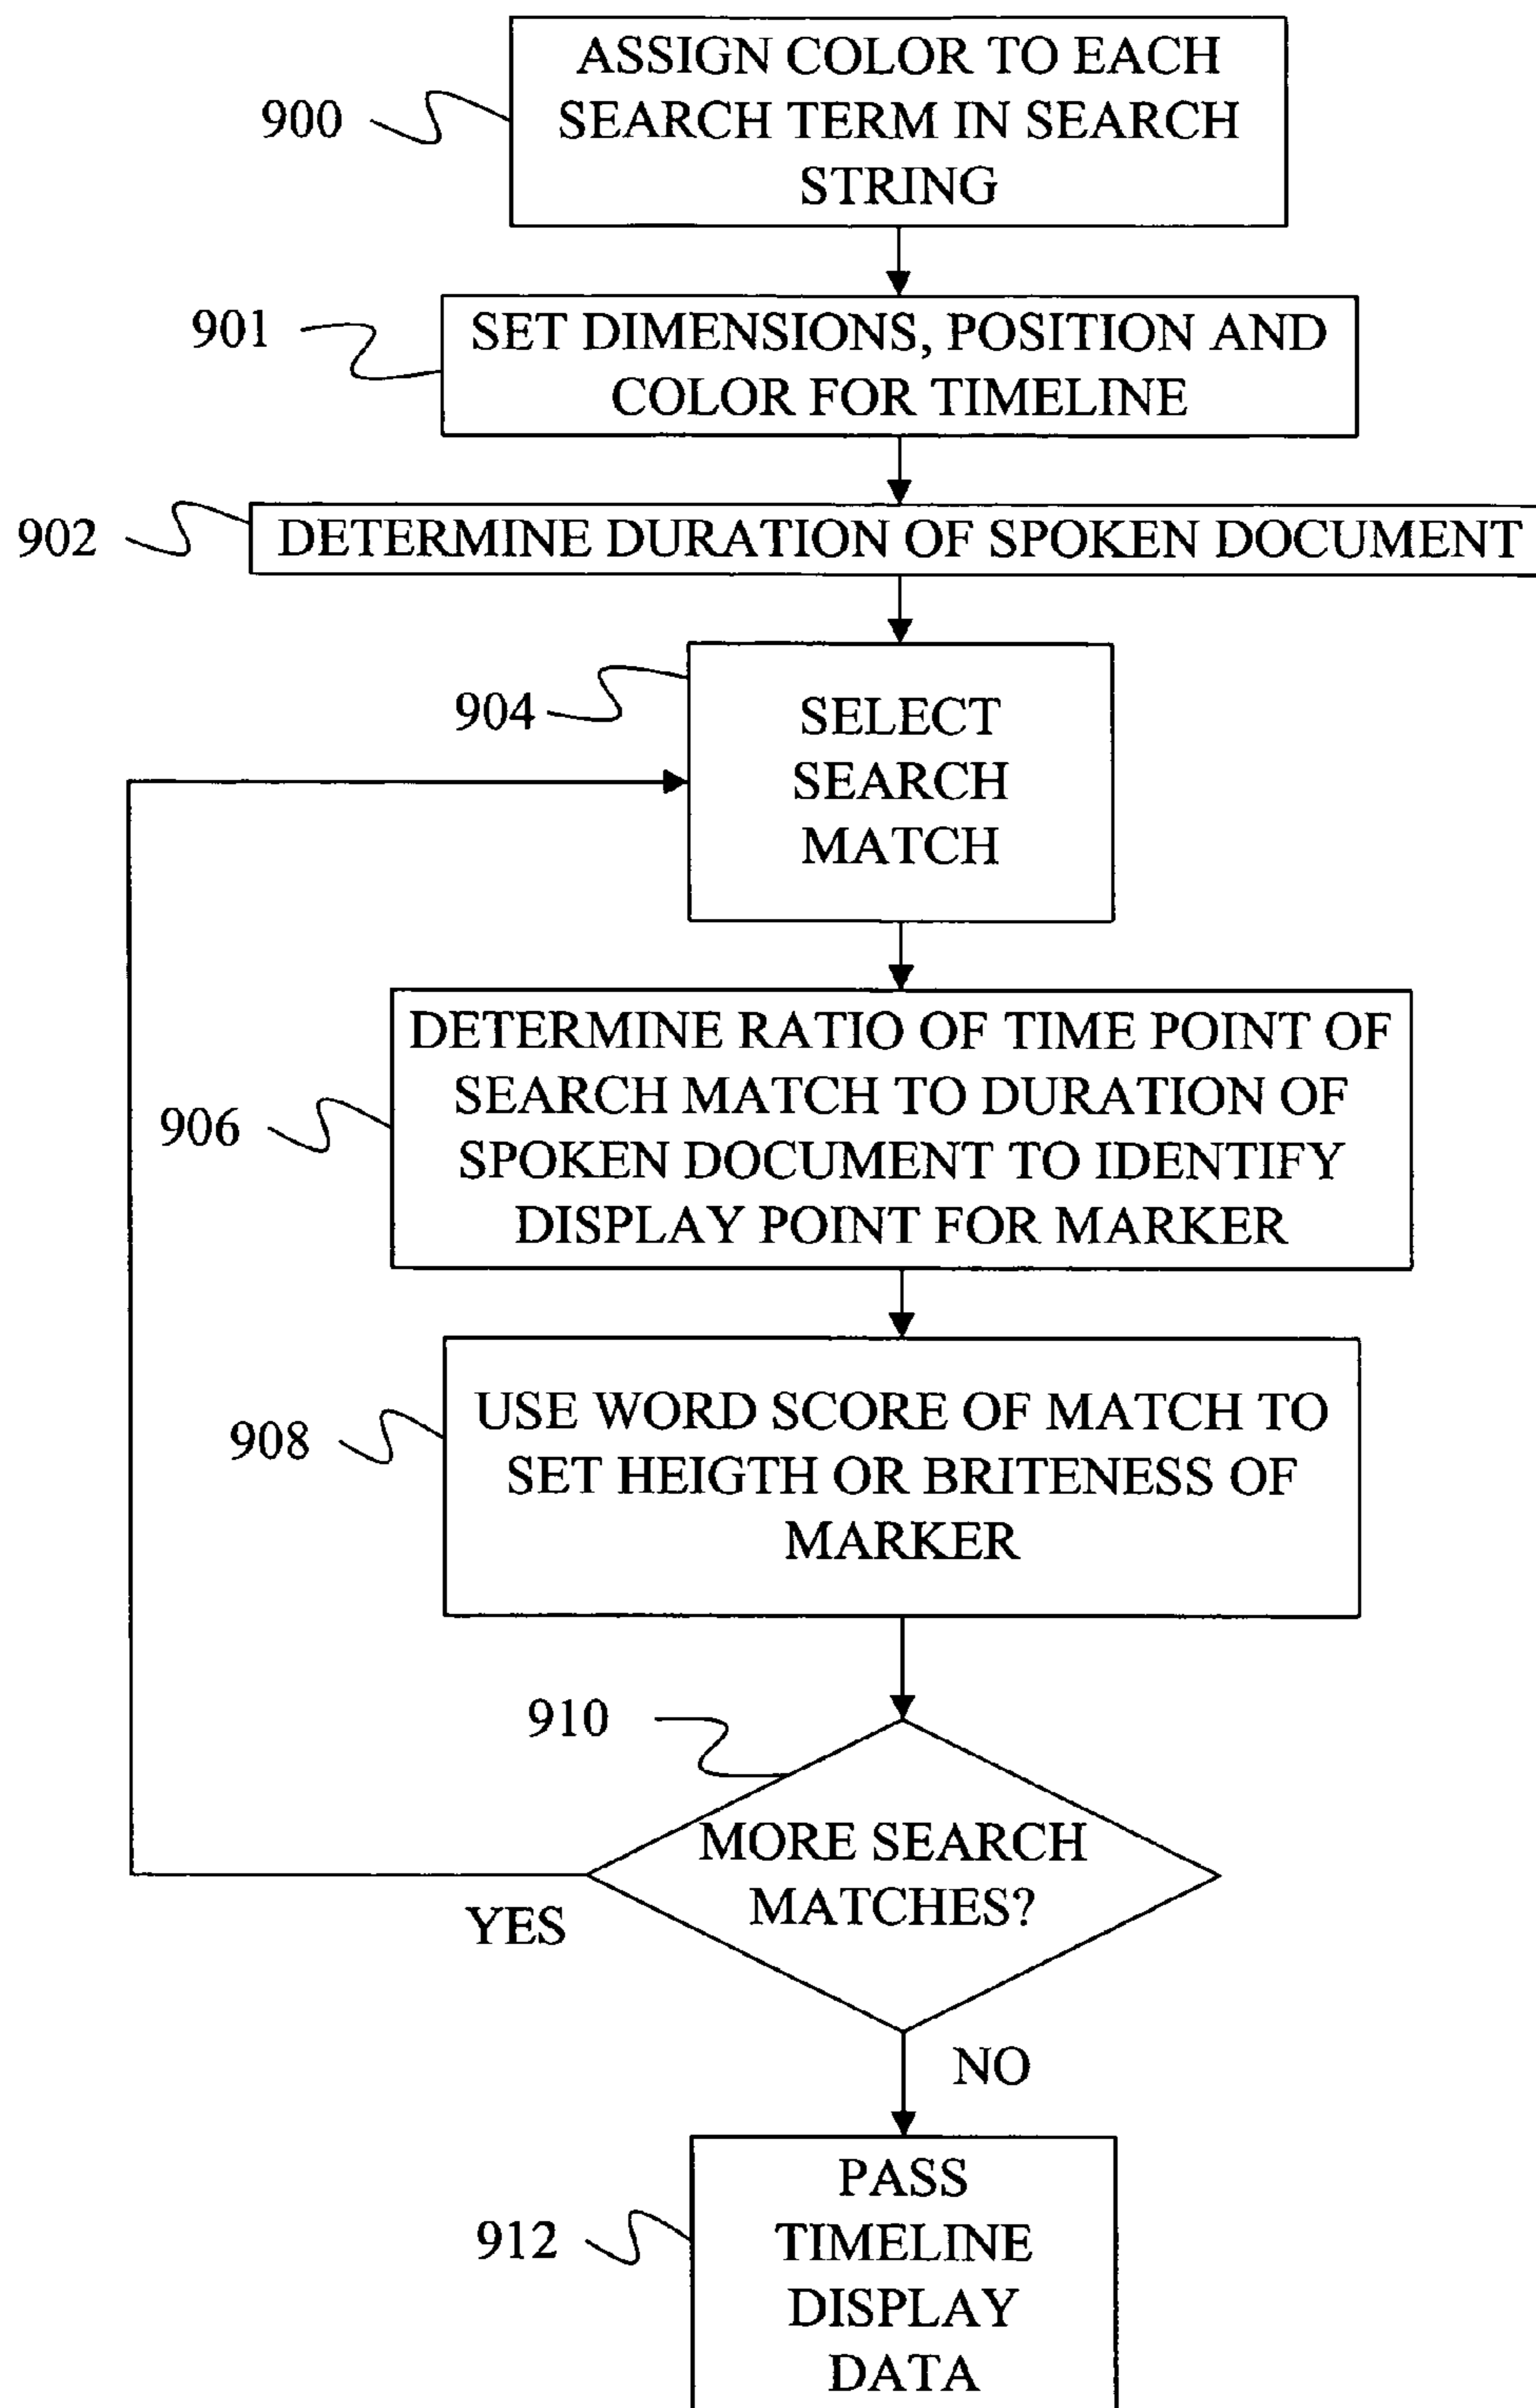 900
ASSIGN COLOR TO EACH
SEARCH TERM IN SEARCH
STRING
901
SET DIMENSIONS, POSITION AND
COLOR FOR TIMELINE
902
DETERMINE DURATION OF SPOKEN DOCUMENT
904
SELECT
SEARCH
MATCH
906
DETERMINE RATIO OF TIME POINT OF
SEARCH MATCH TO DURATION OF
SPOKEN DOCUMENT TO IDENTIFY
DISPLAY POINT FOR MARKER
908
USE WORD SCORE OF MATCH TO
SET HEIGTH OR BRITENESS OF
MARKER
910
MORE SEARCH
MATCHES?
YES
NO
912
PASS
TIMELINE
DISPLAY
DATA